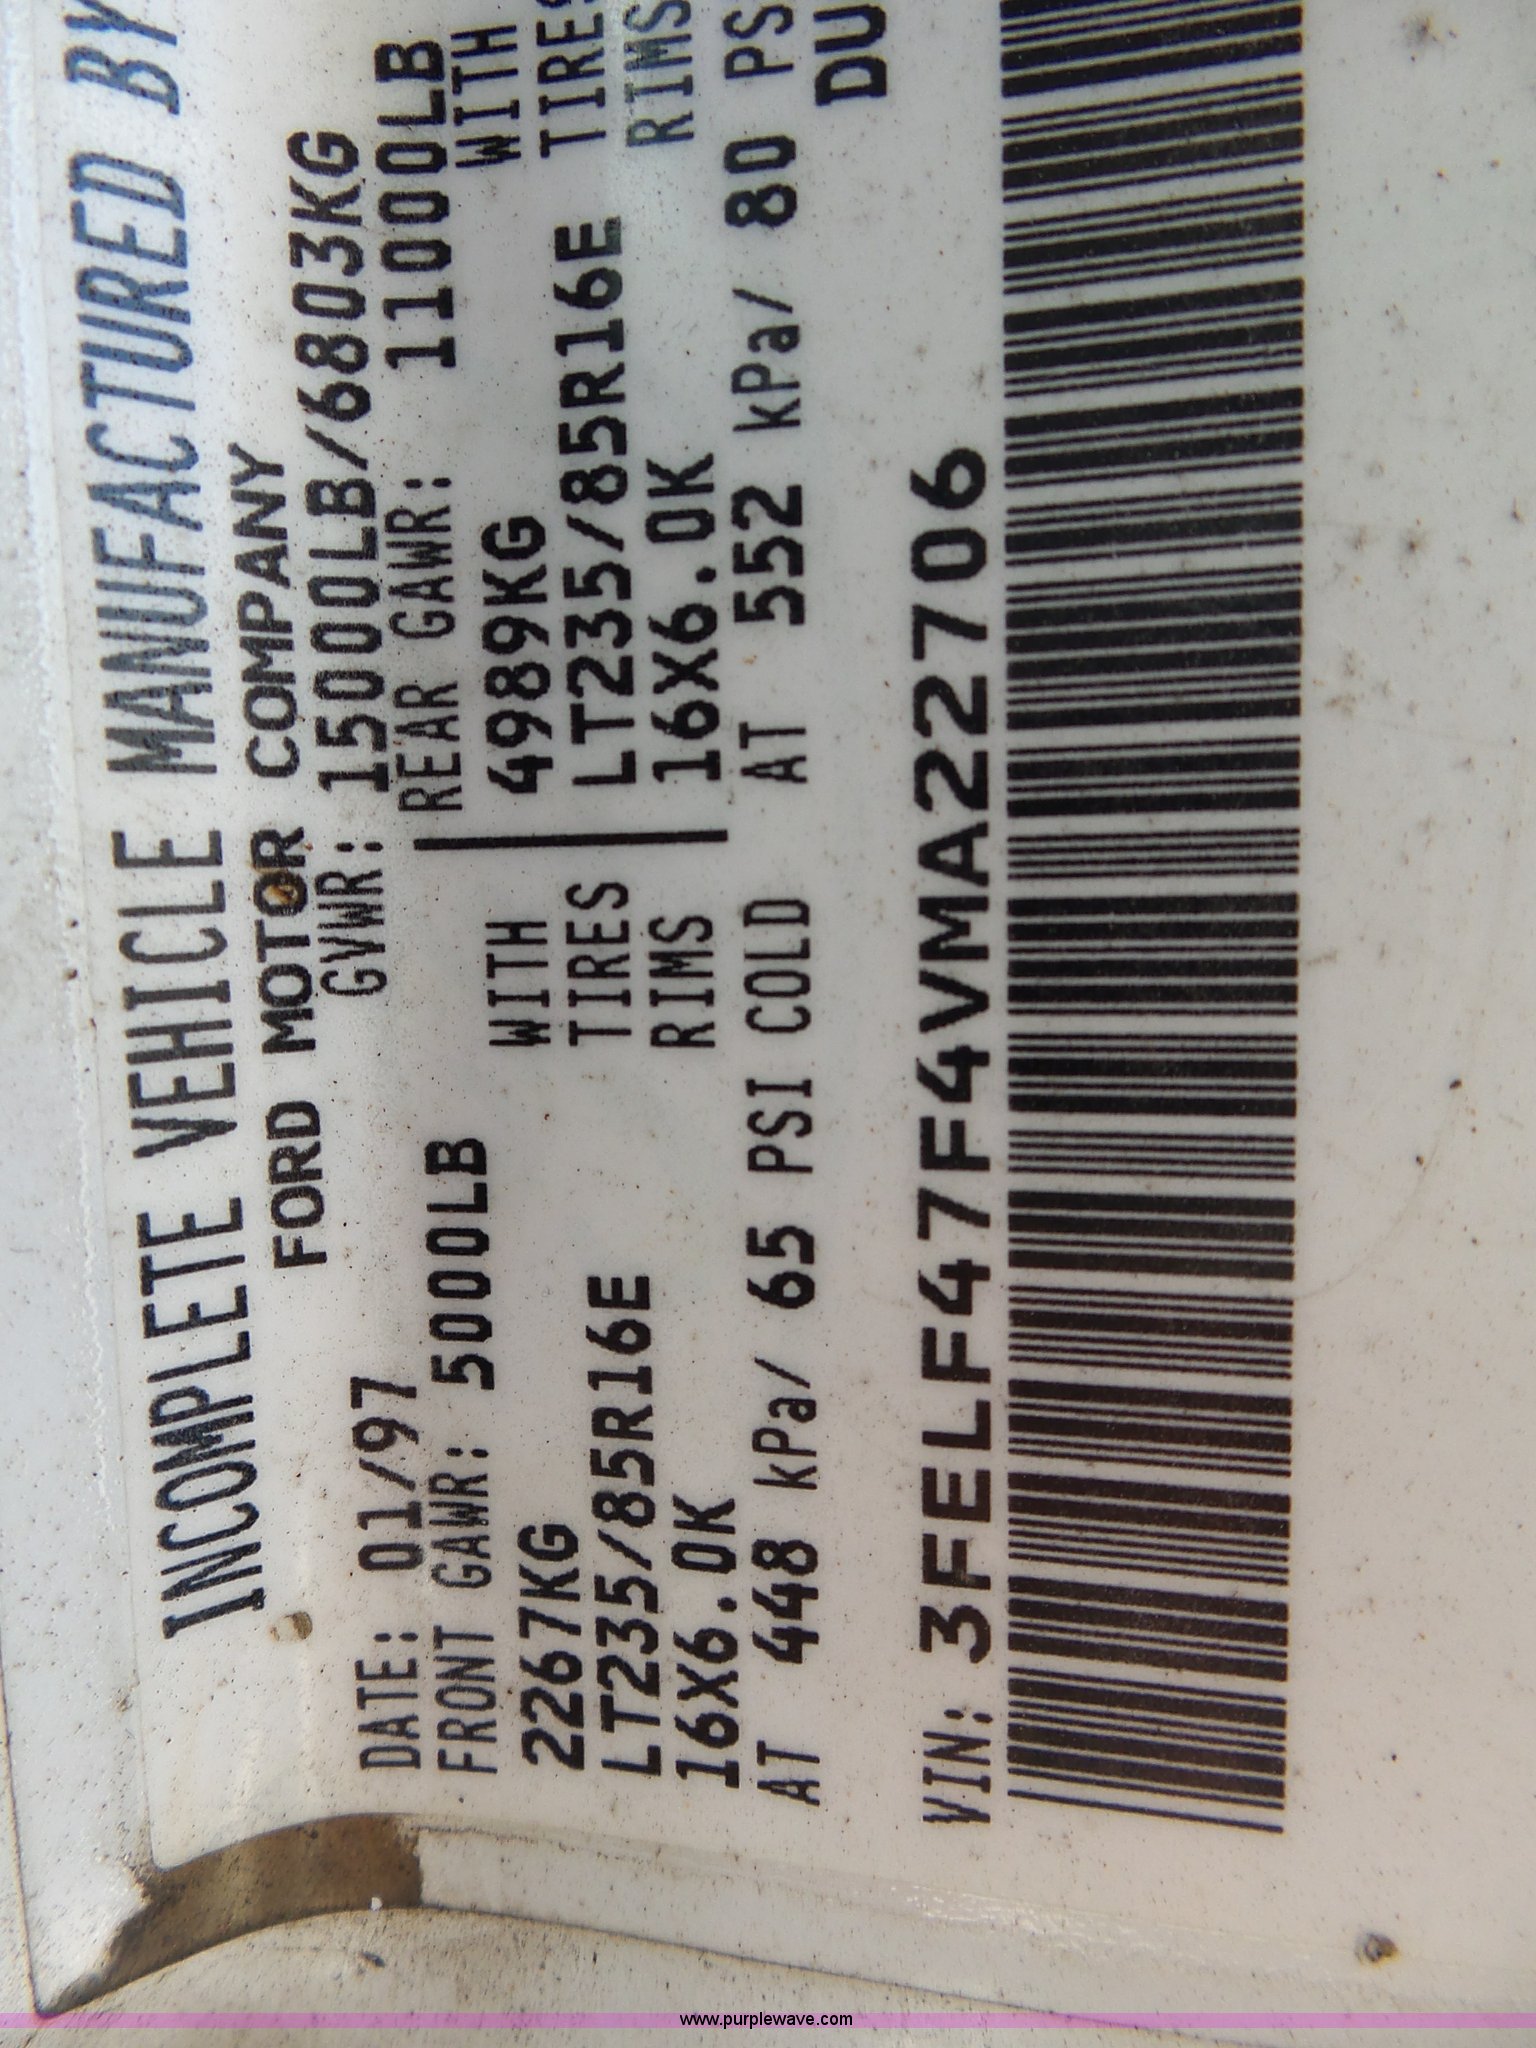 INCOMPLETE VEHICLE MANUFACTURED BY
FORD MOTOR COMPANY
DATE: 01/97 GVWR: 15000LB/6803KG
FRONT GAWR: 5000LB REAR GAWR: 11000LB
2267KG WITH 4989KG WITH
LT235/85R16E TIRES LT235/85R16E TIRES
16X6.0K RIMS 16X6.0K RIMS
AT 448 kPa/ 65 PSI COLD AT 552 kPa/ 80 PS
DU
VIN: 3FELF47F4VMA22706
www.purplewave.com